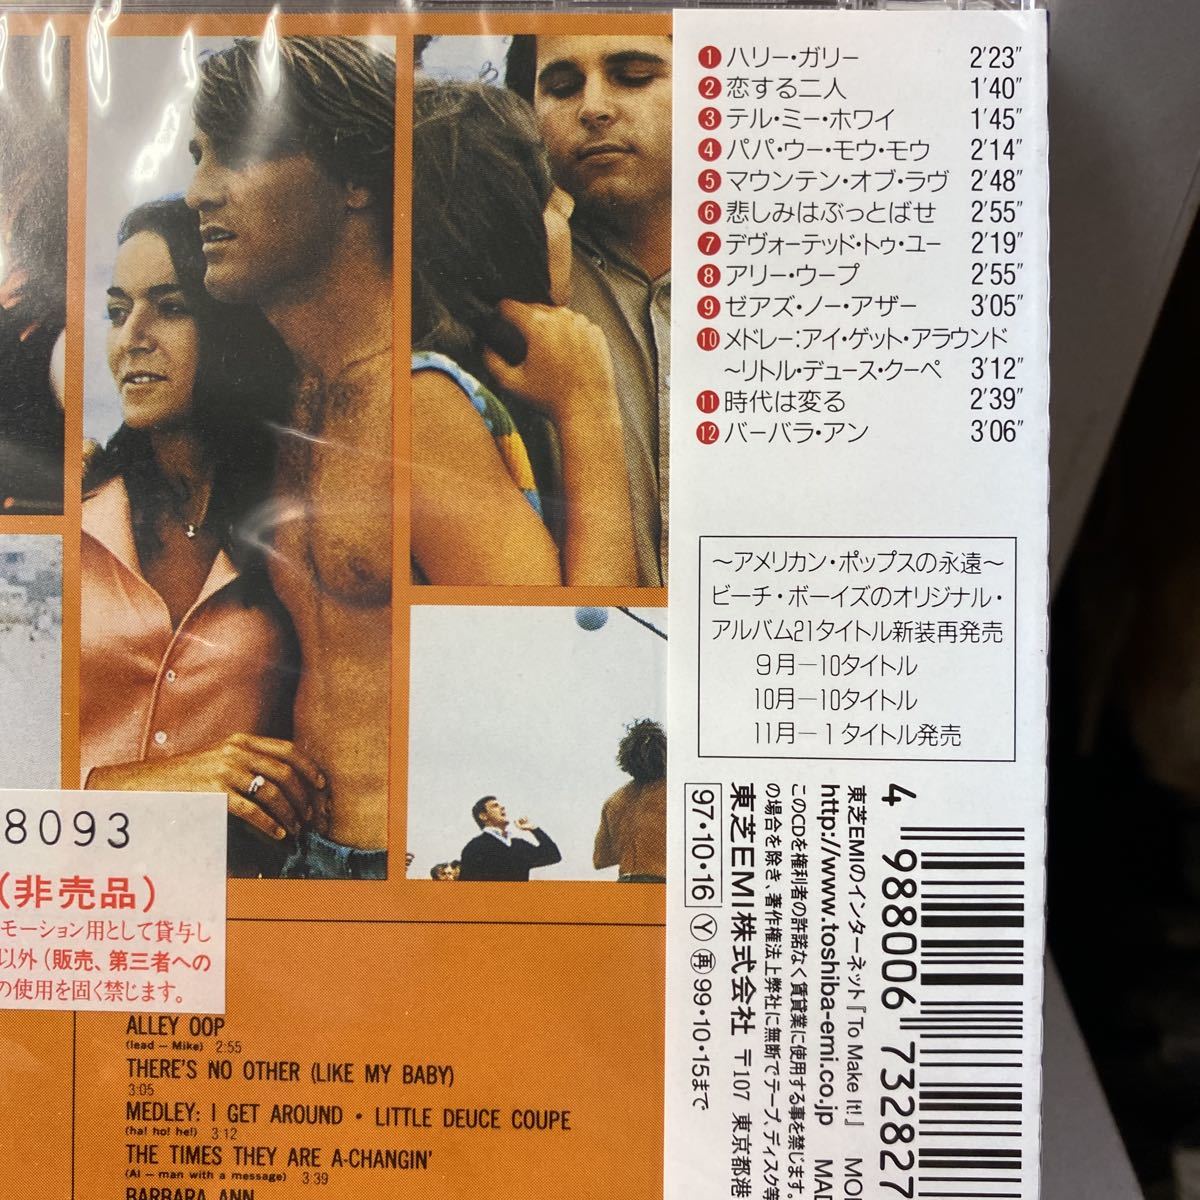 1 ハリー・ガリー 2'23"
2 恋する二人 1'40"
3 テル・ミー・ホワイ 1'45"
4 パパ・ウー・モウ・モウ 2'14"
5 マウンテン・オブ・ラヴ 2'48"
6 悲しみはぶっとばせ 2'55"
7 デヴォーテッド・トゥ・ユー 2'19"
8 アリー・ウープ 2'55"
9 ゼアズ・ノー・アザー 3'05"
10 メドレー:アイ・ゲット・アラウンド
～リトル・デュース・クーペ 3'12"
11 時代は変る 2'39"
12 バーバラ・アン 3'06"
～アメリカン・ポップスの永遠～
ビーチ・ボーイズのオリジナル・
アルバム21タイトル新装再発売
9月―10タイトル
10月―10タイトル
11月―1タイトル発売
4 988006 732827
東芝EMIのインターネット『To Make It!』
http://www.toshiba-emi.co.jp
このCDを権利者の許諾なく賃貸業に使用する事を禁じます。
の場合を除き、著作権法上弊社に無断でテープ、ディスク等
東芝EMI株式会社 〒107 東京都港
97・10・16 Ⓨ 再 99・10・15まで
8093
(非売品)
モーション用として貸与し
以外(販売、第三者への
の使用を固く禁じます。
ALLEY OOP
(lead – Mike) 2:55
THERE'S NO OTHER (LIKE MY BABY)
3:05
MEDLEY: I GET AROUND • LITTLE DEUCE COUPE
(ha! ho! he!) 3:12
THE TIMES THEY ARE A-CHANGIN'
(Al – man with a message) 3:39
BARBARA ANN